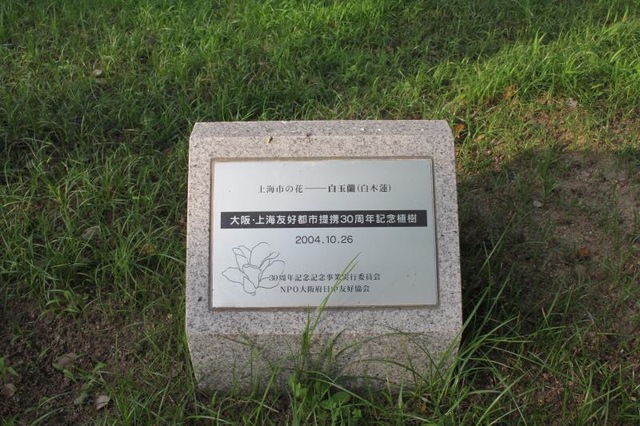 上海市の花──白玉蘭(白木蓮)
大阪・上海友好都市提携30周年記念植樹
2004.10.26
30周年記念記念事業実行委員会
NPO大阪府日中友好協会